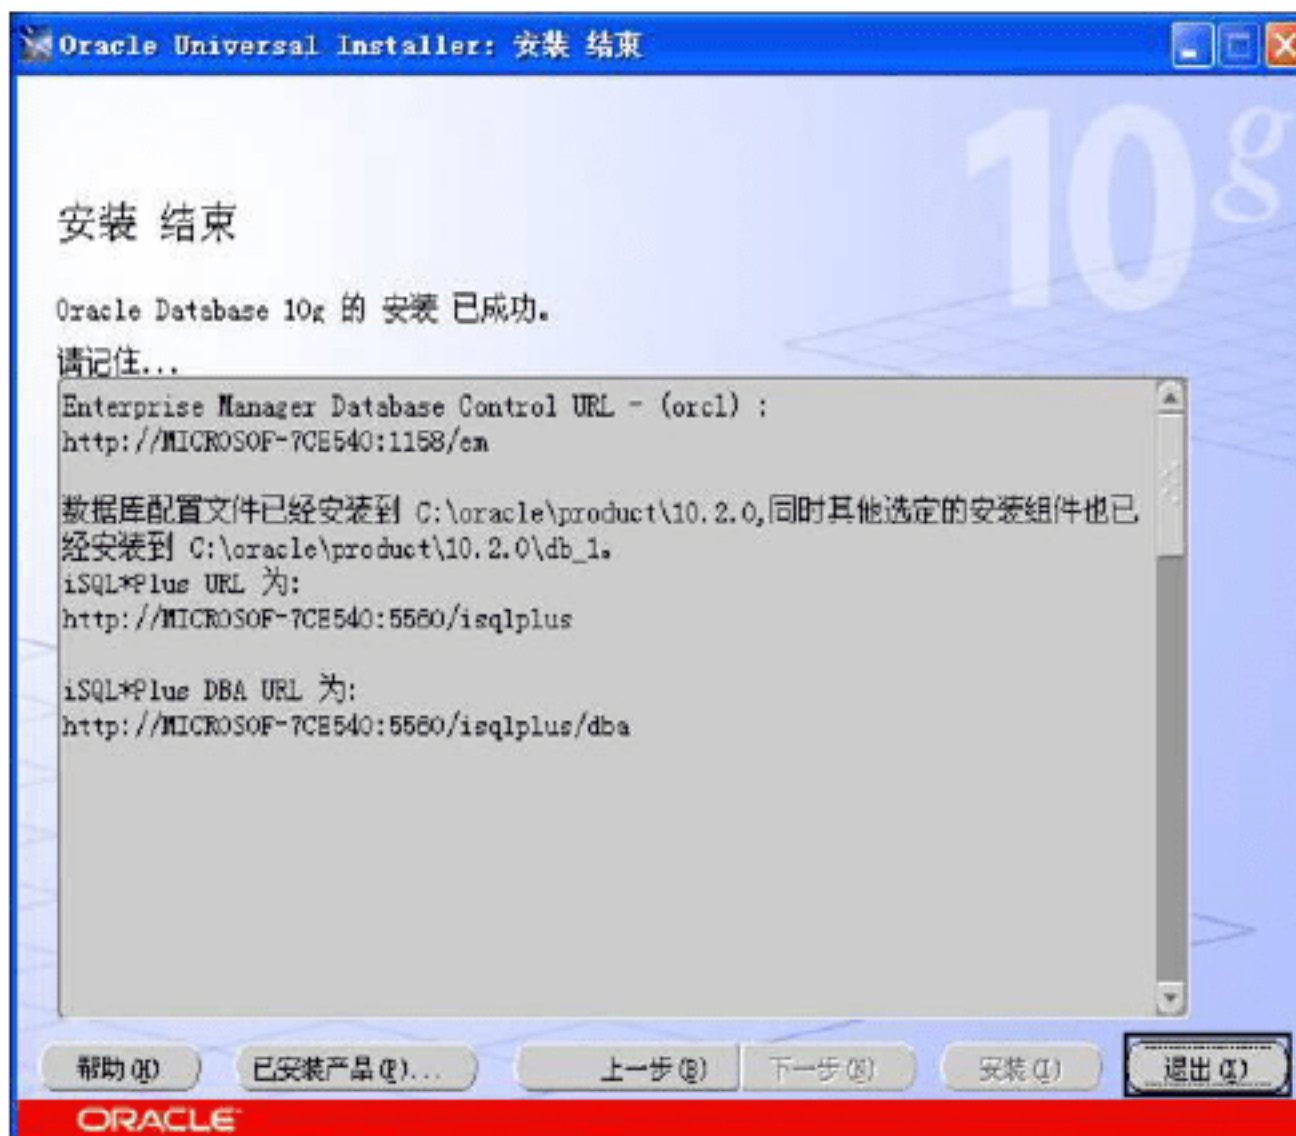 Oracle Universal Installer: 安装 结束
10g
安装 结束
Oracle Database 10g 的 安装 已成功。
请记住...
Enterprise Manager Database Control URL - (orcl) :
http://MICROSOF-7CE540:1158/em
数据库配置文件已经安装到 C:\oracle\product\10.2.0,同时其他选定的安装组件也已
经安装到 C:\oracle\product\10.2.0\db_1。
iSQL*Plus URL 为:
http://MICROSOF-7CE540:5560/isqlplus
iSQL*Plus DBA URL 为:
http://MICROSOF-7CE540:5560/isqlplus/dba
帮助(H) 已安装产品(P)... 上一步(B) 下一步(N) 安装(I) 退出(X)
ORACLE